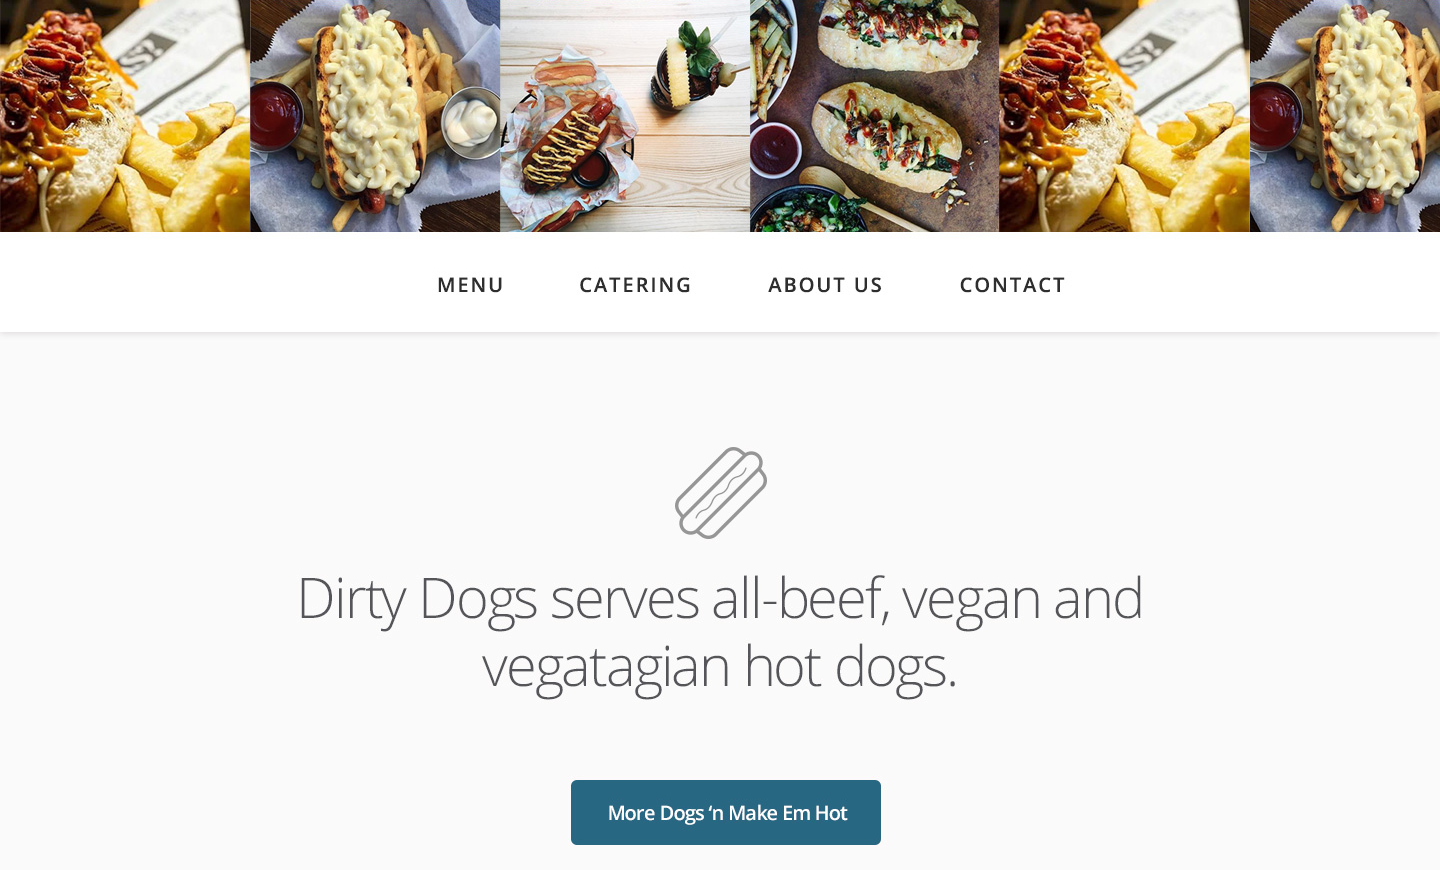 MENU CATERING ABOUT US CONTACT
Dirty Dogs serves all-beef, vegan and
vegatagian hot dogs.
More Dogs ‘n Make Em Hot